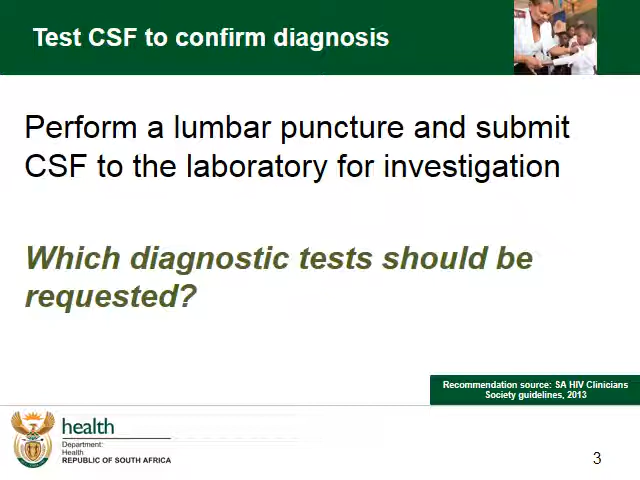 Test CSF to confirm diagnosis
Perform a lumbar puncture and submit
CSF to the laboratory for investigation
Which diagnostic tests should be
requested?
Recommendation source: SA HIV Clinicians
Society guidelines, 2013
health
Department:
Health
REPUBLIC OF SOUTH AFRICA
3